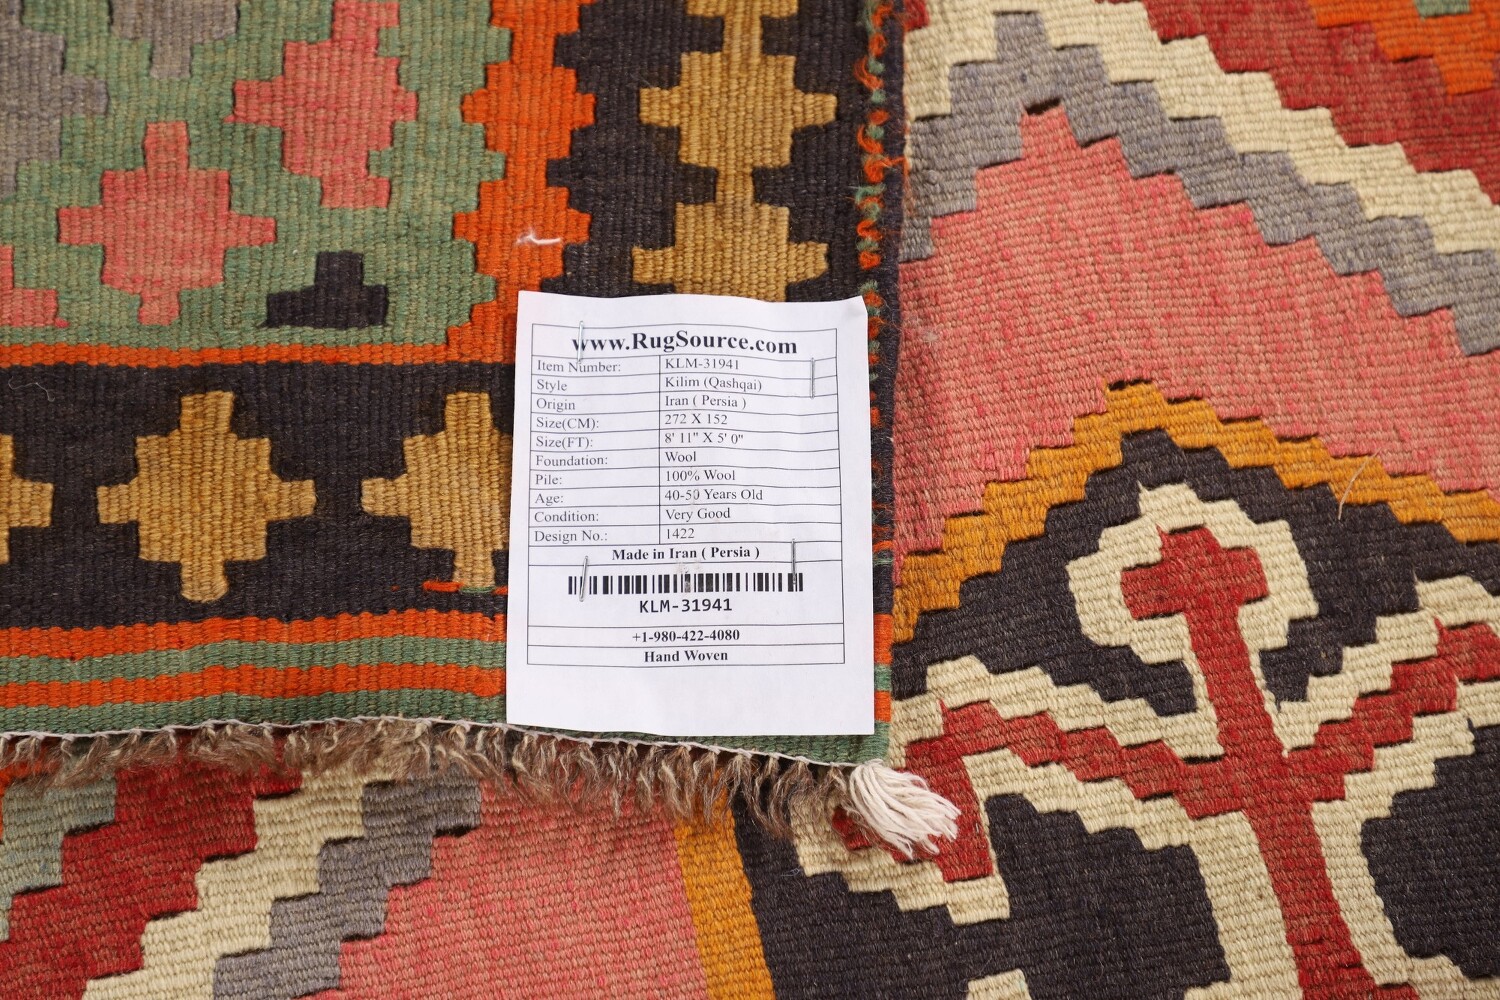 www.RugSource.com
Item Number: KLM-31941
Style Kilim (Qashqai)
Origin Iran ( Persia )
Size(CM): 272 X 152
Size(FT): 8' 11" X 5' 0"
Foundation: Wool
Pile: 100% Wool
Age: 40-50 Years Old
Condition: Very Good
Design No.: 1422
Made in Iran ( Persia )
KLM-31941
+1-980-422-4080
Hand Woven